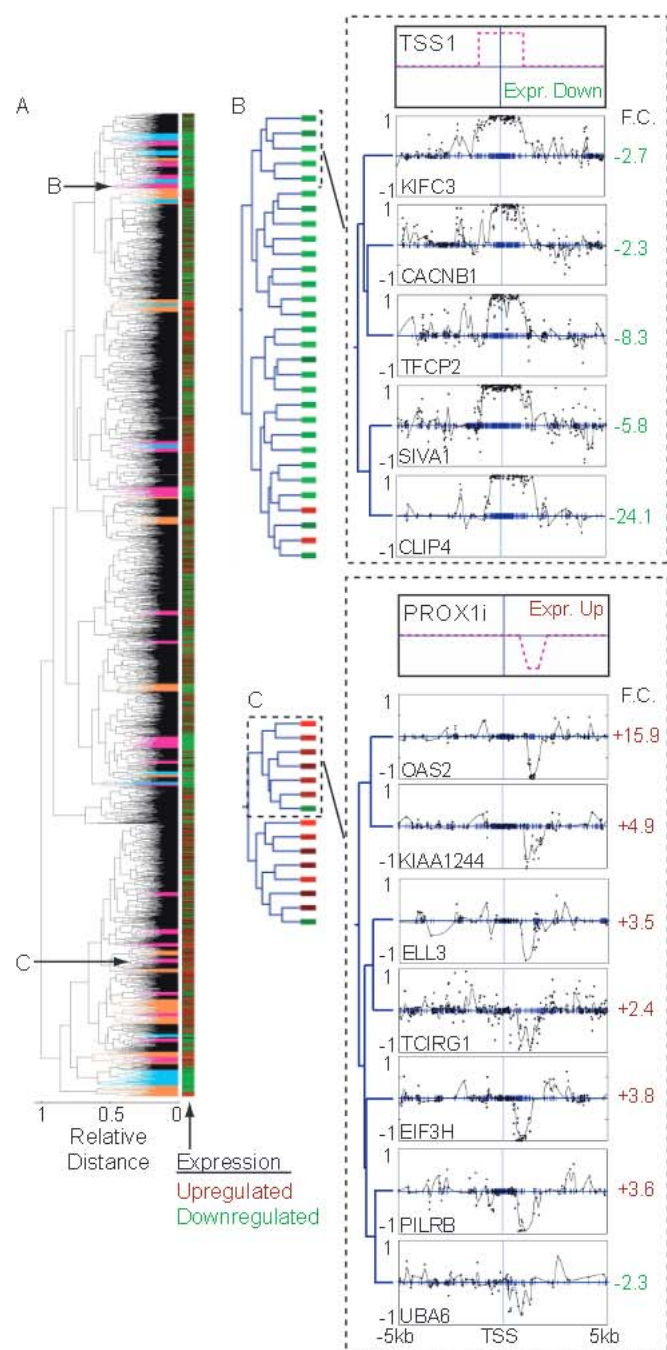 A
B
C
1
0.5
0
Relative
Distance
Expression
Upregulated
Downregulated
B
C
TSS1
Expr. Down
F.C.
1
-1
KIFC3
-2.7
1
-1
CACNB1
-2.3
1
-1
TFCP2
-8.3
1
-1
SIVA1
-5.8
1
-1
CLIP4
-24.1
PROX1i
Expr. Up
F.C.
1
-1
OAS2
+15.9
1
-1
KIAA1244
+4.9
1
-1
ELL3
+3.5
1
-1
TCIRG1
+2.4
1
-1
EIF3H
+3.8
1
-1
PILRB
+3.6
1
-1
UBA6
-2.3
-5kb
TSS
5kb